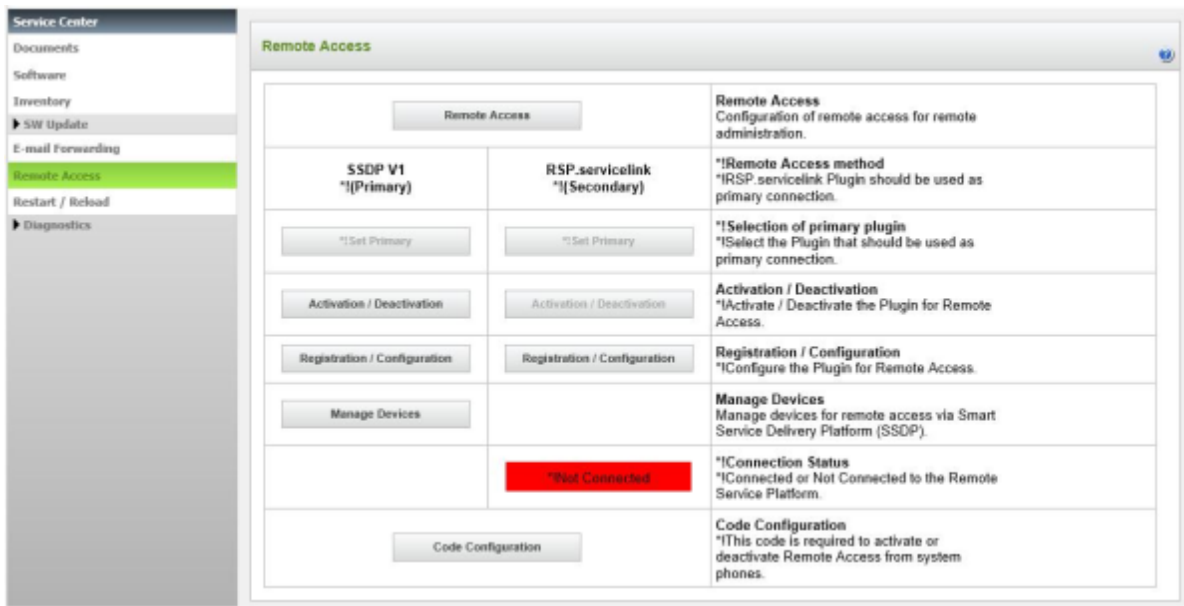 Service Center
Documents
Software
Inventory
SW Update
E-mail Forwarding
Remote Access
Restart / Reload
Diagnostics
Remote Access
Remote Access
Remote Access
Configuration of remote access for remote
administration.
SSDP V1
*!(Primary)
RSP.servicelink
*!(Secondary)
*!Remote Access method
*!RSP.servicelink Plugin should be used as
primary connection.
*!Set Primary
*!Set Primary
*!Selection of primary plugin
*!Select the Plugin that should be used as
primary connection.
Activation / Deactivation
Activation / Deactivation
Activation / Deactivation
*!Activate / Deactivate the Plugin for Remote
Access.
Registration / Configuration
Registration / Configuration
Registration / Configuration
*!Configure the Plugin for Remote Access.
Manage Devices
Manage Devices
Manage devices for remote access via Smart
Service Delivery Platform (SSDP).
*!Not Connected
*!Connection Status
*!Connected or Not Connected to the Remote
Service Platform.
Code Configuration
Code Configuration
*!This code is required to activate or
deactivate Remote Access from system
phones.